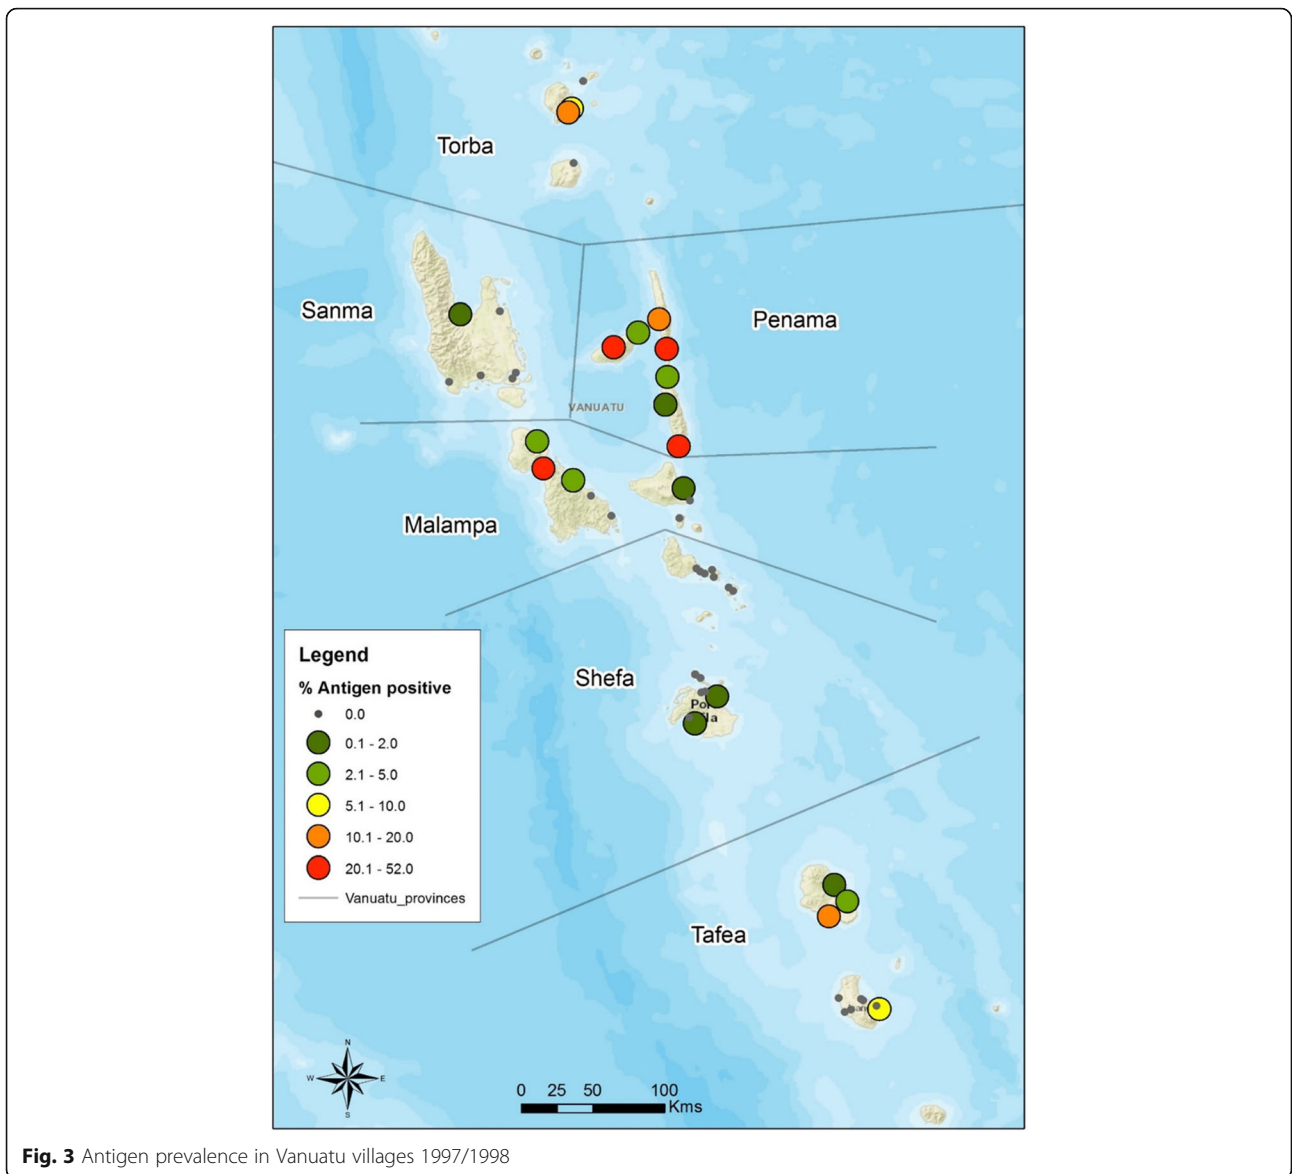 Torba
Sanma
Penama
VANUATU
Malampa
Shefa
Tafea
Legend
% Antigen positive
0.0
0.1 - 2.0
2.1 - 5.0
5.1 - 10.0
10.1 - 20.0
20.1 - 52.0
Vanuatu_provinces
N
W E
S
0 25 50 100
Kms
Fig. 3 Antigen prevalence in Vanuatu villages 1997/1998